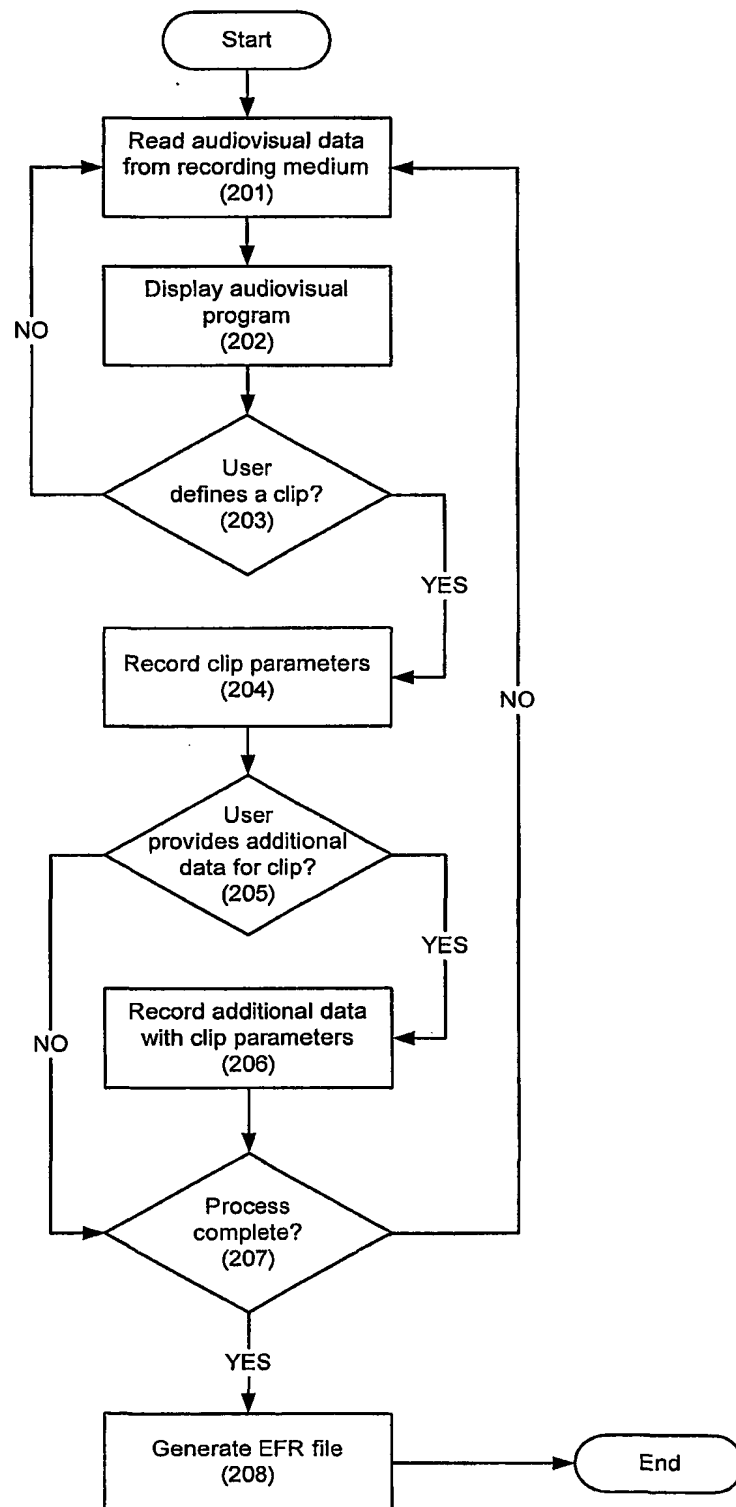 Start
Read audiovisual data
from recording medium
(201)
Display audiovisual
program
(202)
NO
User
defines a clip?
(203)
YES
Record clip parameters
(204)
NO
User
provides additional
data for clip?
(205)
YES
Record additional data
with clip parameters
(206)
NO
Process
complete?
(207)
YES
Generate EFR file
(208)
End